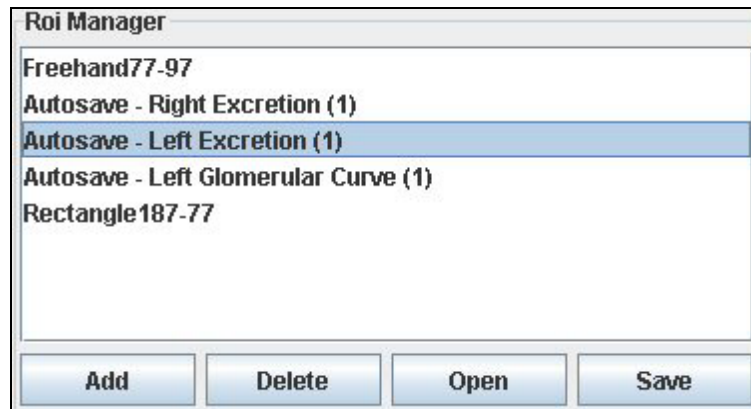 Roi Manager
Freehand77-97
Autosave - Right Excretion (1)
Autosave - Left Excretion (1)
Autosave - Left Glomerular Curve (1)
Rectangle187-77
Add Delete Open Save